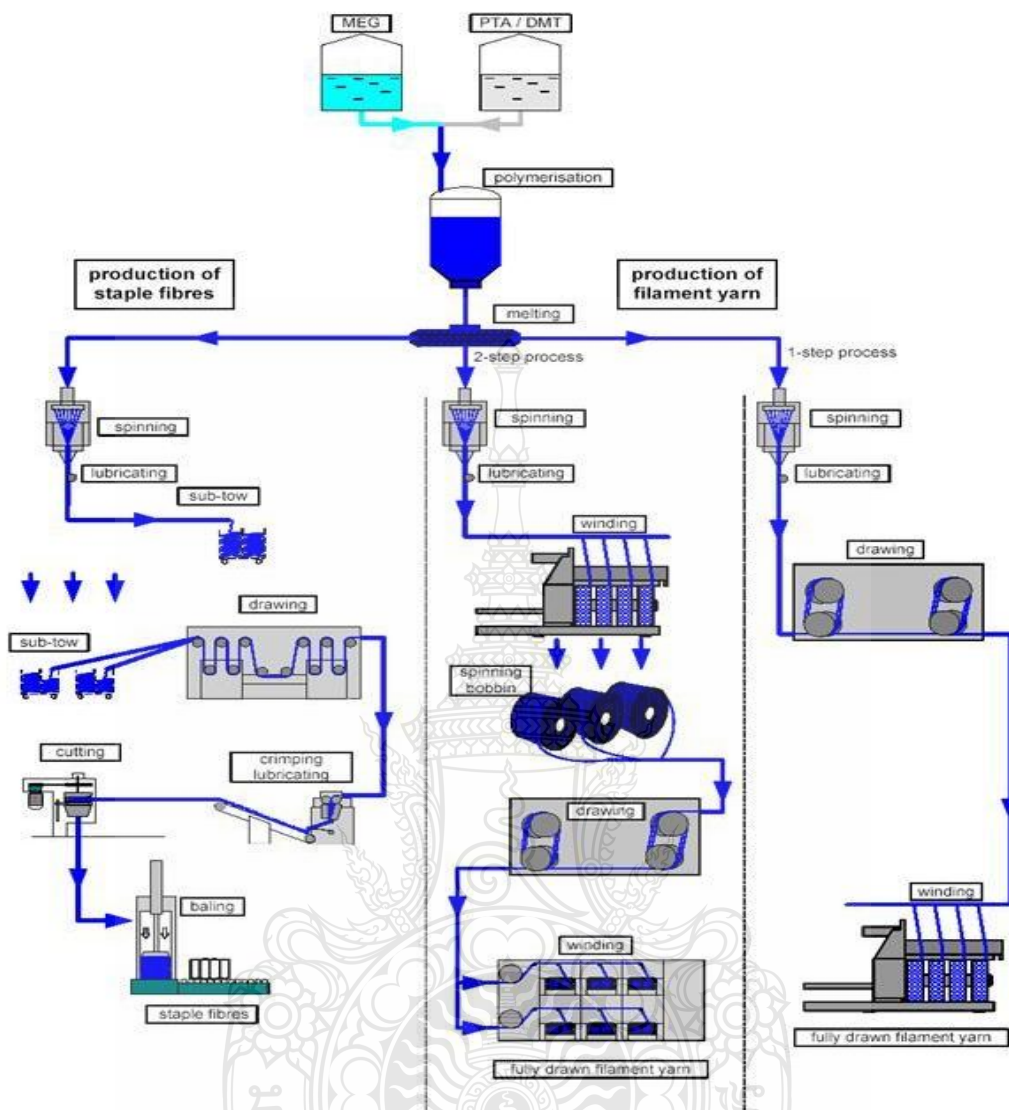 MEG
PTA / DMT
polymerisation
production of
staple fibres
production of
filament yarn
melting
2-step process
1-step process
spinning
lubricating
sub-tow
sub-tow
drawing
cutting
crimping
lubricating
baling
staple fibres
spinning
lubricating
winding
spinning
bobbin
drawing
winding
fully drawn filament yarn
spinning
lubricating
drawing
winding
fully drawn filament yarn